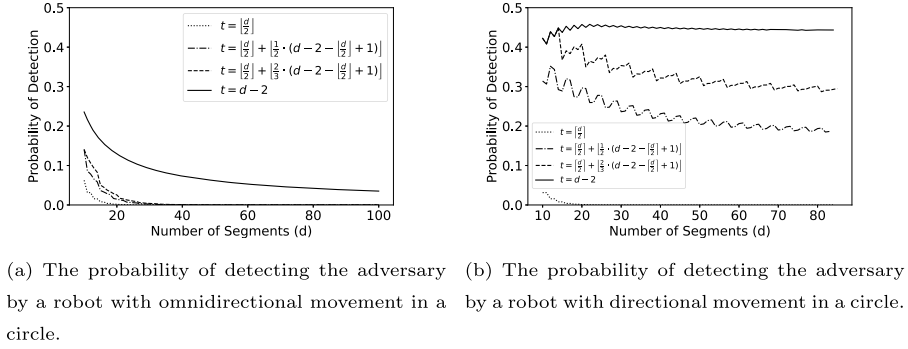 t = ⌊d/2⌋
t = ⌊d/2⌋ + ⌊1/2 · (d − 2 − ⌊d/2⌋ + 1)⌋
t = ⌊d/2⌋ + ⌊2/3 · (d − 2 − ⌊d/2⌋ + 1)⌋
t = d − 2
Probability of Detection
0.5
0.4
0.3
0.2
0.1
0.0
20 40 60 80 100
Number of Segments (d)
(a) The probability of detecting the adversary
by a robot with omnidirectional movement in a
circle.
Probability of Detection
0.5
0.4
0.3
0.2
0.1
0.0
t = ⌊d/2⌋
t = ⌊d/2⌋ + ⌊1/2 · (d − 2 − ⌊d/2⌋ + 1)⌋
t = ⌊d/2⌋ + ⌊2/3 · (d − 2 − ⌊d/2⌋ + 1)⌋
t = d − 2
10 20 30 40 50 60 70 80
Number of Segments (d)
(b) The probability of detecting the adversary
by a robot with directional movement in a circle.